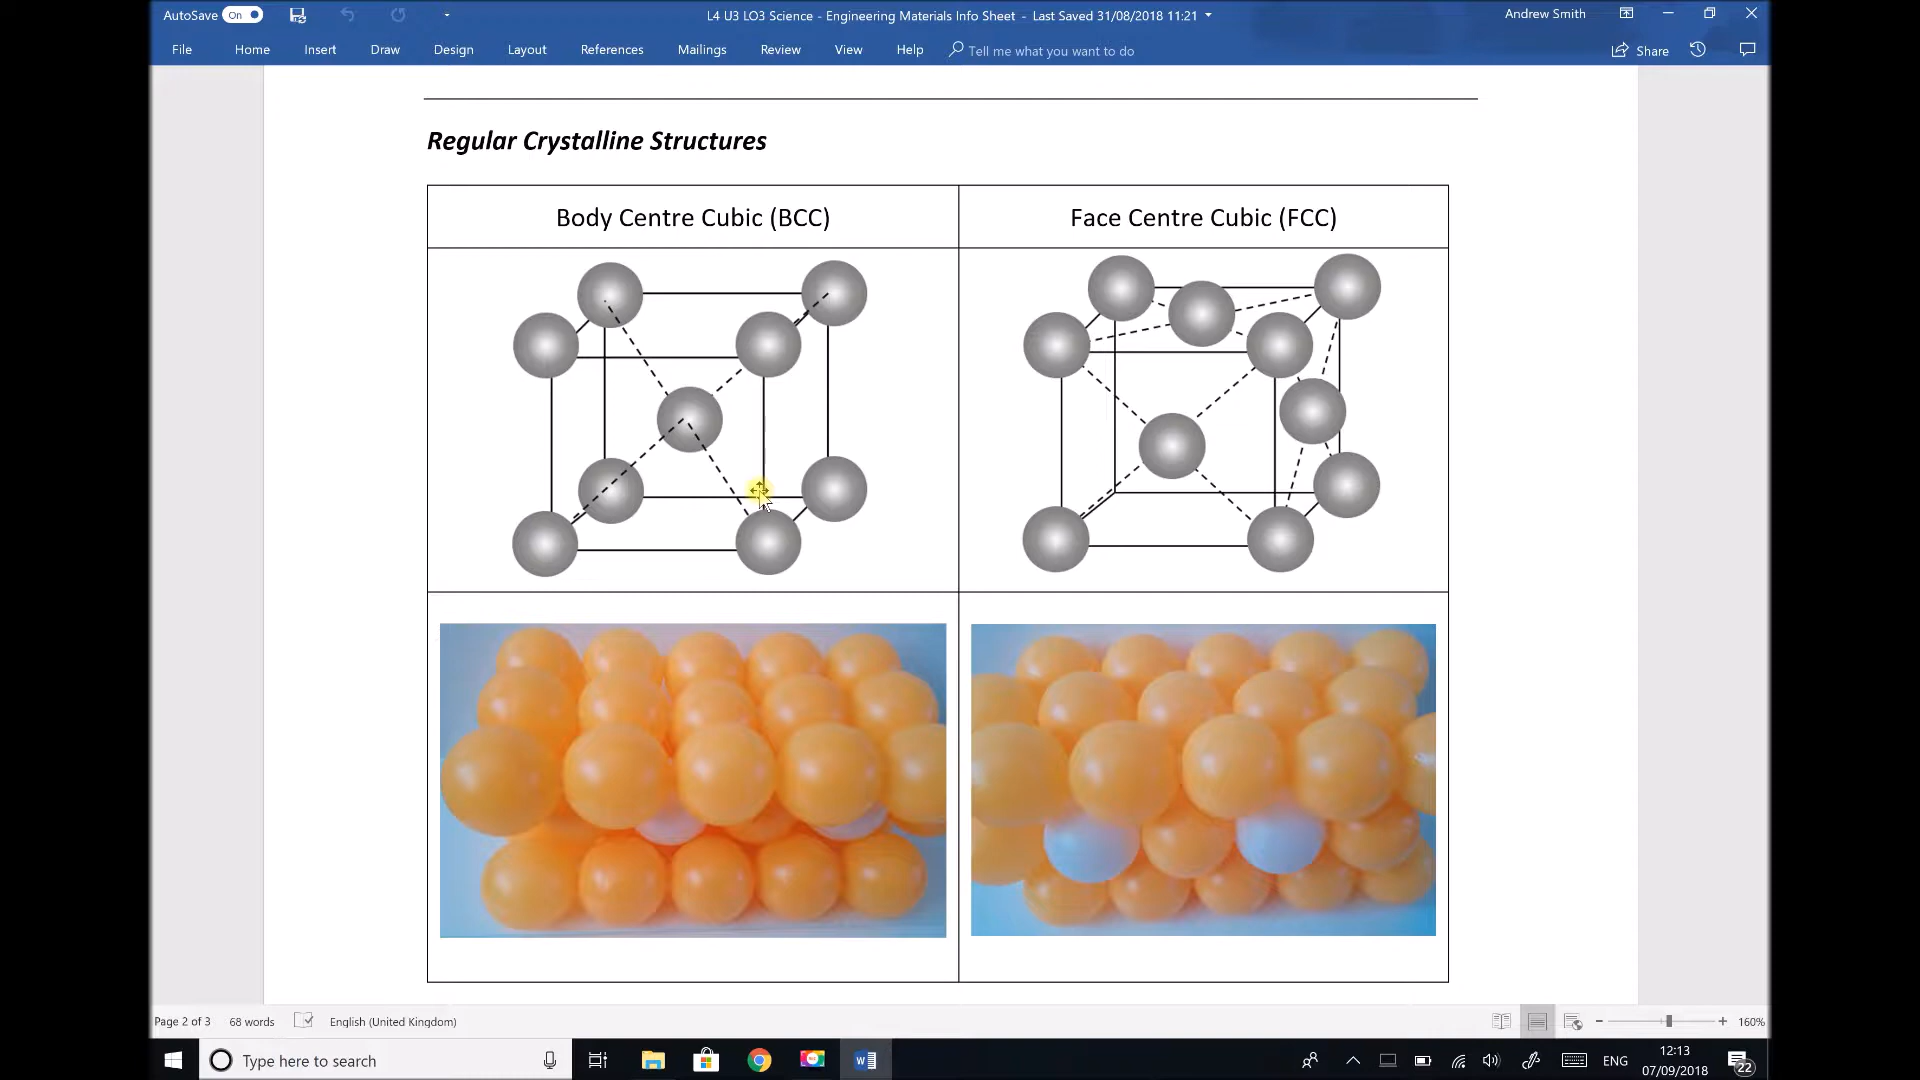 AutoSave On
L4 U3 LO3 Science - Engineering Materials Info Sheet - Last Saved 31/08/2018 11:21
Andrew Smith
File Home Insert Draw Design Layout References Mailings Review View Help Tell me what you want to do
Share
Regular Crystalline Structures
Body Centre Cubic (BCC)
Face Centre Cubic (FCC)
Page 2 of 3 68 words English (United Kingdom)
160%
Type here to search
ENG
12:13
07/09/2018
22